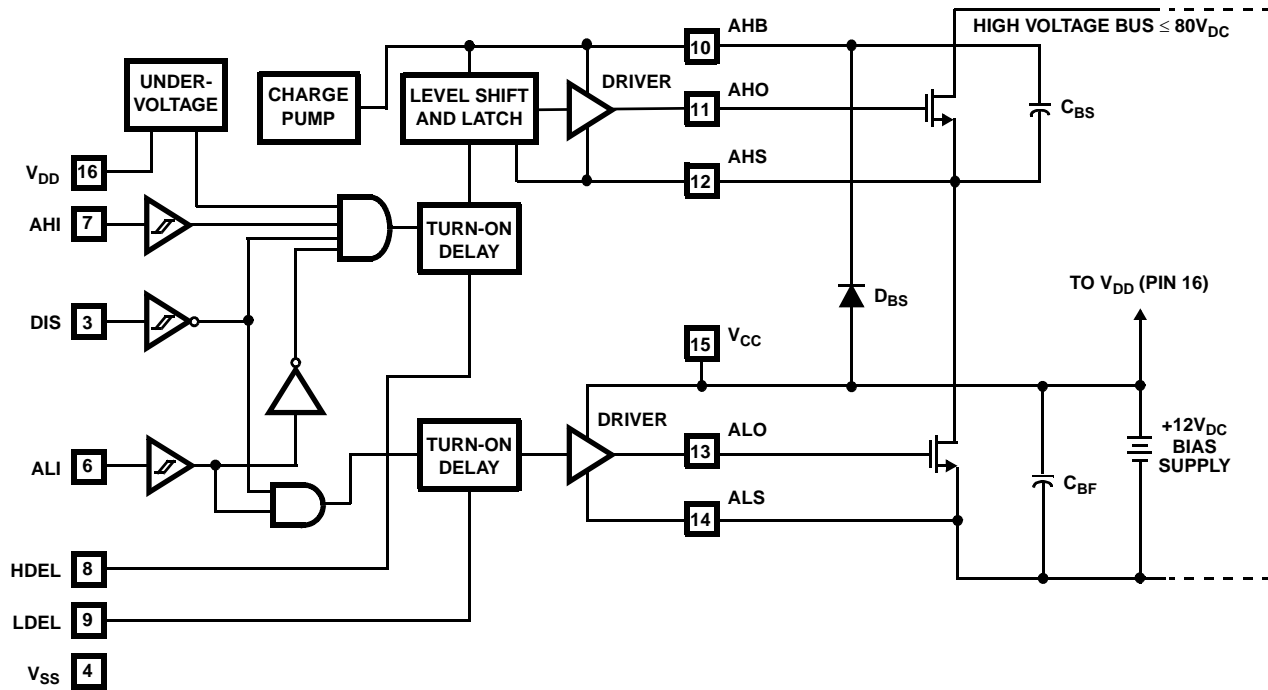 HIGH VOLTAGE BUS ≤ 80VDC
AHB
10
UNDER-
VOLTAGE
CHARGE
PUMP
LEVEL SHIFT
AND LATCH
DRIVER
AHO
11
CBS
AHS
12
VDD 16
AHI 7
TURN-ON
DELAY
DIS 3
DBS
TO VDD (PIN 16)
VCC
15
DRIVER
TURN-ON
DELAY
ALO
13
+12VDC
BIAS
SUPPLY
ALI 6
CBF
ALS
14
HDEL 8
LDEL 9
VSS 4